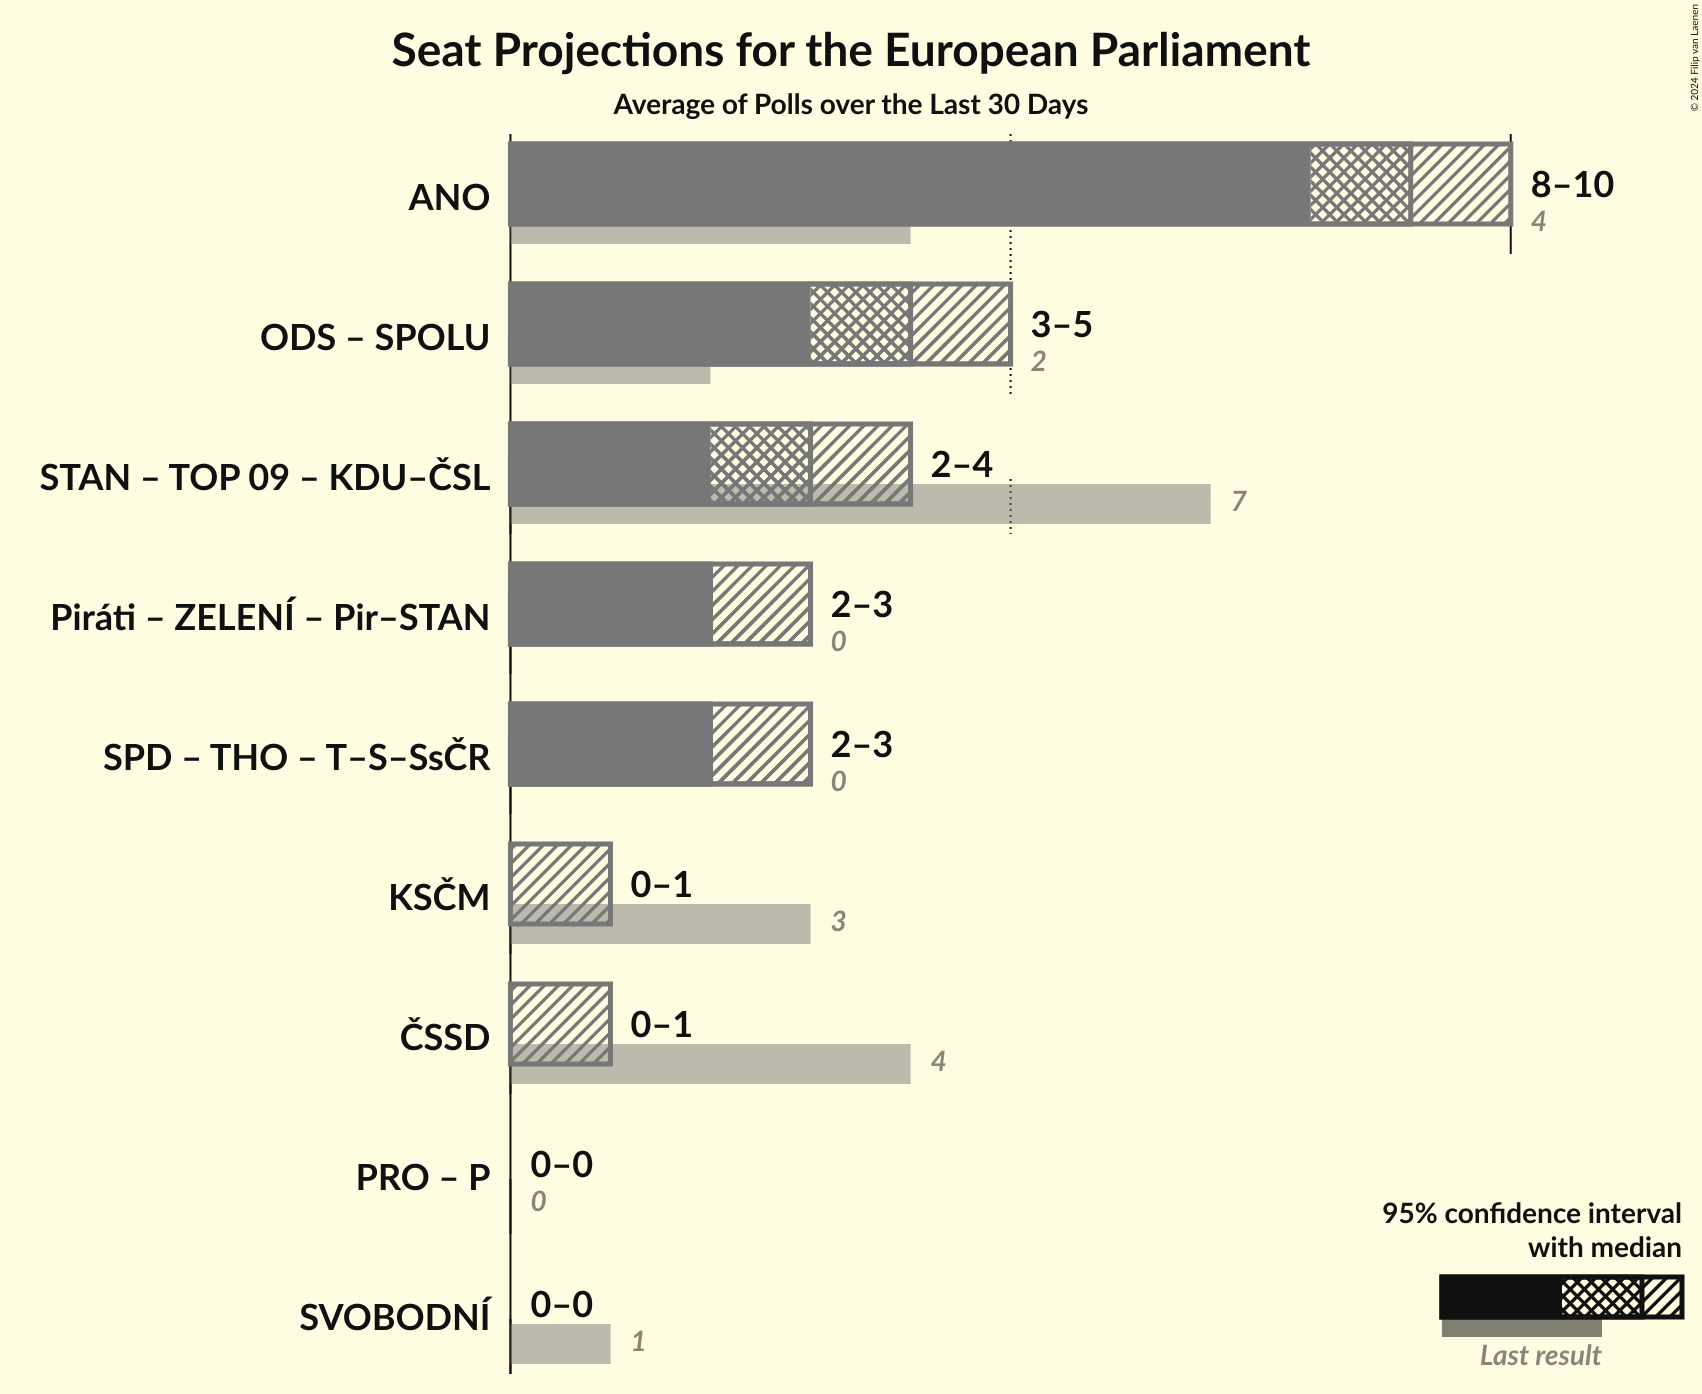 Seat Projections for the European Parliament
Average of Polls over the Last 30 Days
© 2024 Filip van Laenen
ANO
8–10
4
ODS – SPOLU
3–5
2
STAN – TOP 09 – KDU–ČSL
2–4
7
Piráti – ZELENÍ – Pir–STAN
2–3
0
SPD – THO – T–S–SsČR
2–3
0
KSČM
0–1
3
ČSSD
0–1
4
PRO – P
0–0
0
SVOBODNÍ
0–0
1
95% confidence interval
with median
Last result